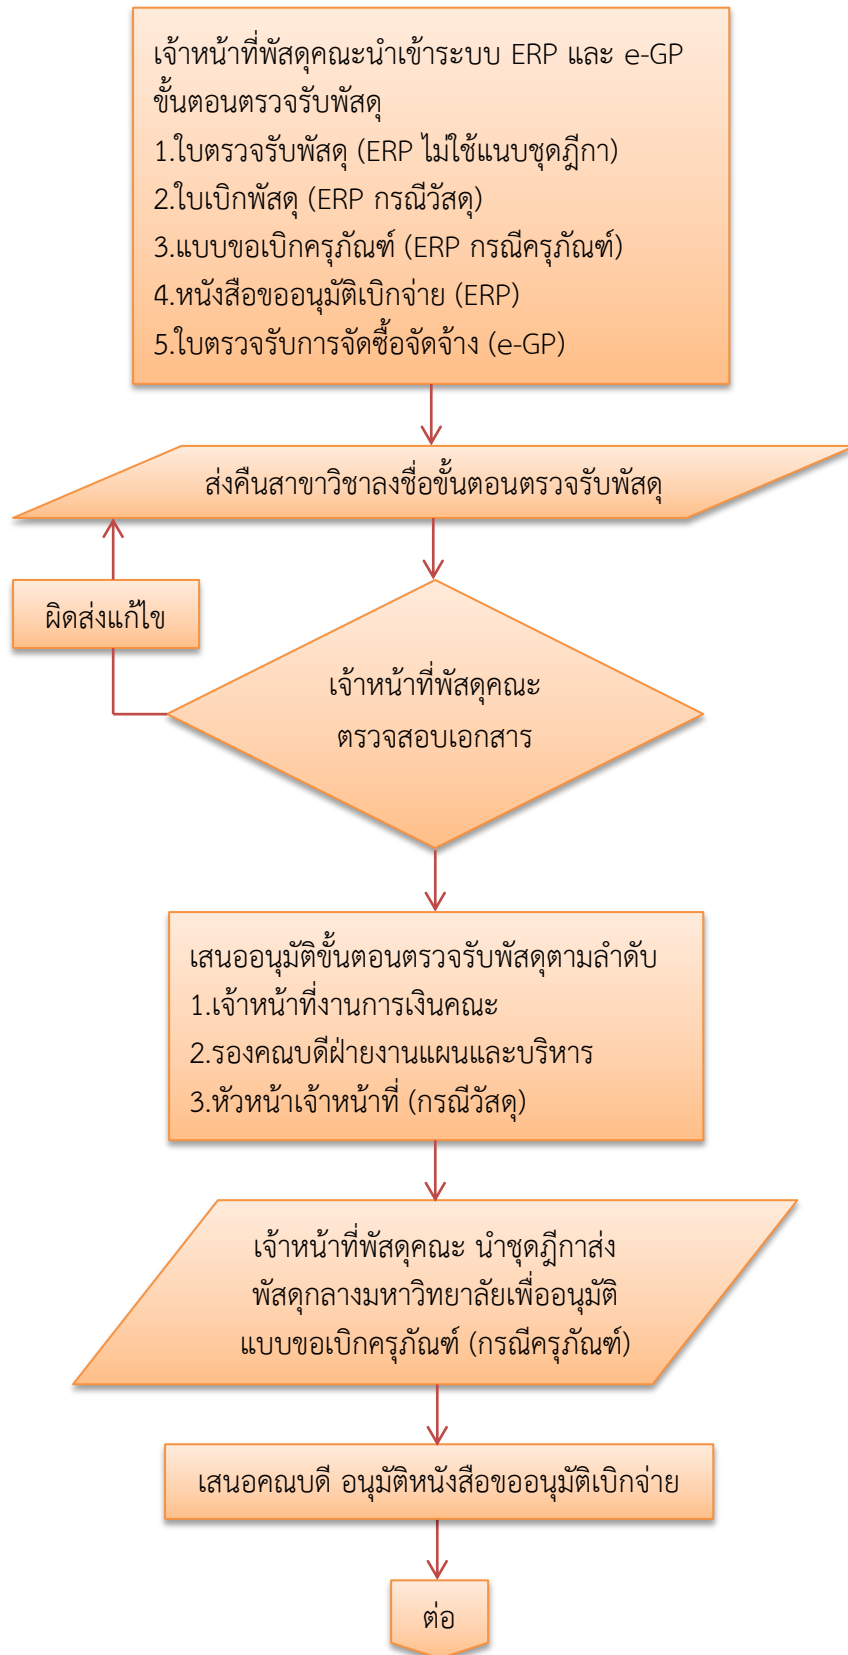 เจ้าหน้าที่พัสดุคณะนำเข้าระบบ ERP และ e-GP
ขั้นตอนตรวจรับพัสดุ
1.ใบตรวจรับพัสดุ (ERP ไม่ใช้แนบชุดฎีกา)
2.ใบเบิกพัสดุ (ERP กรณีวัสดุ)
3.แบบขอเบิกครุภัณฑ์ (ERP กรณีครุภัณฑ์)
4.หนังสือขออนุมัติเบิกจ่าย (ERP)
5.ใบตรวจรับการจัดซื้อจัดจ้าง (e-GP)
ส่งคืนสาขาวิชาลงชื่อขั้นตอนตรวจรับพัสดุ
ผิดส่งแก้ไข
เจ้าหน้าที่พัสดุคณะ
ตรวจสอบเอกสาร
เสนออนุมัติขั้นตอนตรวจรับพัสดุตามลำดับ
1.เจ้าหน้าที่งานการเงินคณะ
2.รองคณบดีฝ่ายงานแผนและบริหาร
3.หัวหน้าเจ้าหน้าที่ (กรณีวัสดุ)
เจ้าหน้าที่พัสดุคณะ นำชุดฎีกาส่ง
พัสดุกลางมหาวิทยาลัยเพื่ออนุมัติ
แบบขอเบิกครุภัณฑ์ (กรณีครุภัณฑ์)
เสนอคณบดี อนุมัติหนังสือขออนุมัติเบิกจ่าย
ต่อ